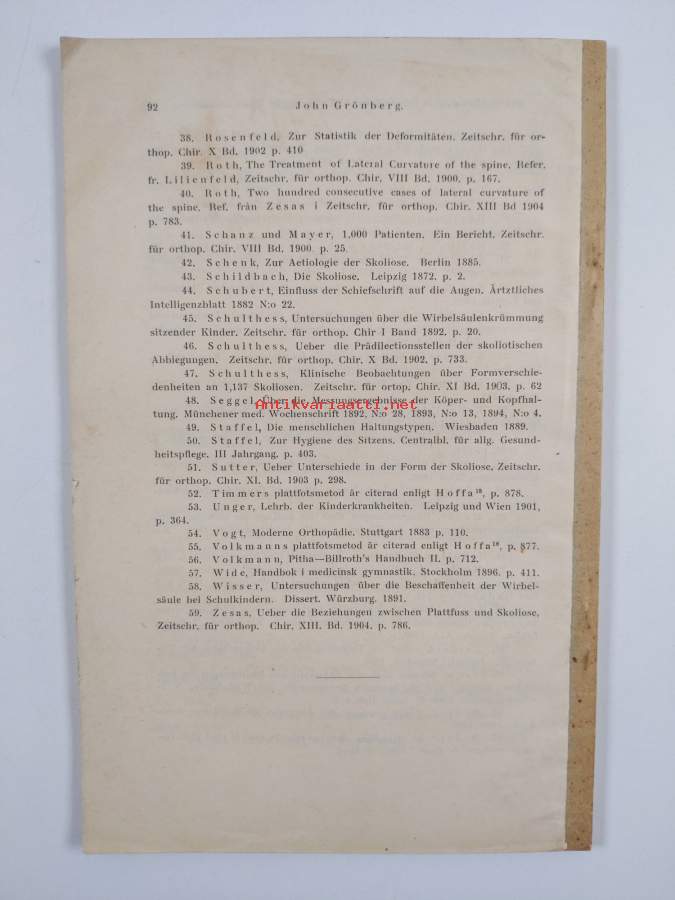 92 John Grönberg.
38. Rosenfeld, Zur Statistik der Deformitäten. Zeitschr. für or-
thop. Chir. X Bd. 1902 p. 410
39. Roth, The Treatment of Lateral Curvature of the spine. Refer.
fr. Lilienfeld, Zeitschr. für orthop. Chir. VIII Bd. 1900. p. 167.
40. Roth, Two hundred consecutive cases of lateral curvature of
the spine. Ref. från Zesas i Zeitschr. für orthop. Chir. XIII Bd 1904
p. 783.
41. Schanz und Mayer, 1,000 Patienten. Ein Bericht. Zeitschr.
für orthop. Chir. VIII Bd. 1900. p. 25.
42. Schenk, Zur Aetiologie der Skoliose. Berlin 1885.
43. Schildbach, Die Skoliose. Leipzig 1872. p. 2.
44. Schubert, Einfluss der Schiefschrift auf die Augen. Ärtztliches
Intelligenzblatt 1882 N:o 22.
45. Schulthess, Untersuchungen über die Wirbelsäulenkrümmung
sitzender Kinder. Zeitschr. für orthop. Chir I Band 1892. p. 20.
46. Schulthess, Ueber die Prädilectionsstellen der skoliotischen
Abbiegungen. Zeitschr. für orthop. Chir. X Bd. 1902. p. 733.
47. Schulthess, Klinische Beobachtungen über Formverschie-
denheiten an 1,137 Skoliosen. Zeitschr. für ortop. Chir. XI Bd. 1903. p. 62
48. Seggel, Über die Messungsergebnisse der Köper- und Kopfhal-
Antikvariaatti.net
tung. Münchener med. Wochenschrift 1892, N:o 28, 1893, N:o 13, 1894, N:o 4.
49. Staffel, Die menschlichen Haltungstypen. Wiesbaden 1889.
50. Staffel, Zur Hygiene des Sitzens. Centralbl. für allg. Gesund-
heitspflege. III Jahrgang. p. 403.
51. Sutter, Ueber Unterschiede in der Form der Skoliose. Zeitschr.
für orthop. Chir. XI. Bd. 1903 p. 298.
52. Timmers plattfotsmetod är citerad enligt Hoffa¹⁸, p. 878.
53. Unger, Lehrb. der Kinderkrankheiten. Leipzig und Wien 1901,
p. 364.
54. Vogt, Moderne Orthopädie. Stuttgart 1883 p. 110.
55. Volkmanns plattfotsmetod är citerad enligt Hoffa¹⁸, p. 877.
56. Volkmann, Pitha—Billroth's Handbuch II. p. 712.
57. Wide, Handbok i medicinsk gymnastik. Stockholm 1896. p. 411.
58. Wisser, Untersuchungen über die Beschaffenheit der Wirbel-
säule bei Schulkindern. Dissert. Würzburg. 1891.
59. Zesas, Ueber die Beziehungen zwischen Plattfuss und Skoliose,
Zeitschr. für orthop. Chir. XIII. Bd. 1904. p. 786.